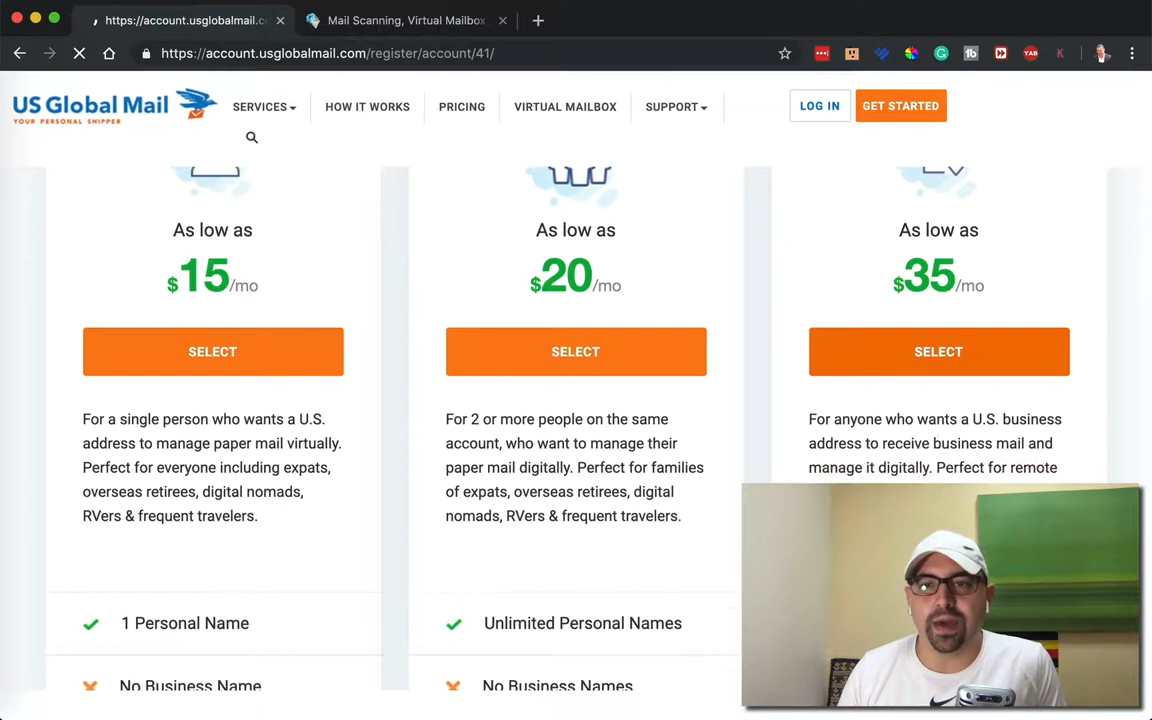 https://account.usglobalmail.c
Mail Scanning, Virtual Mailbox
https://account.usglobalmail.com/register/account/41/
tb
YAB
K
US Global Mail
YOUR PERSONAL SHIPPER
SERVICES
HOW IT WORKS
PRICING
VIRTUAL MAILBOX
SUPPORT
LOG IN
GET STARTED
As low as
$15/mo
SELECT
For a single person who wants a U.S.
address to manage paper mail virtually.
Perfect for everyone including expats,
overseas retirees, digital nomads,
RVers & frequent travelers.
1 Personal Name
No Business Name
As low as
$20/mo
SELECT
For 2 or more people on the same
account, who want to manage their
paper mail digitally. Perfect for families
of expats, overseas retirees, digital
nomads, RVers & frequent travelers.
Unlimited Personal Names
No Business Names
As low as
$35/mo
SELECT
For anyone who wants a U.S. business
address to receive business mail and
manage it digitally. Perfect for remote